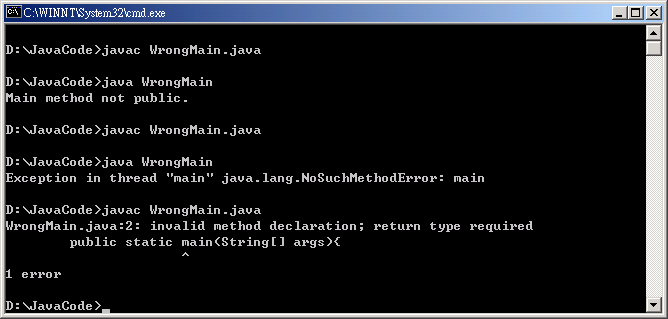 C:\WINNT\System32\cmd.exe
D:\JavaCode>javac WrongMain.java
D:\JavaCode>java WrongMain
Main method not public.
D:\JavaCode>javac WrongMain.java
D:\JavaCode>java WrongMain
Exception in thread "main" java.lang.NoSuchMethodError: main
D:\JavaCode>javac WrongMain.java
WrongMain.java:2: invalid method declaration; return type required
        public static main(String[] args){
                      ^
1 error
D:\JavaCode>_